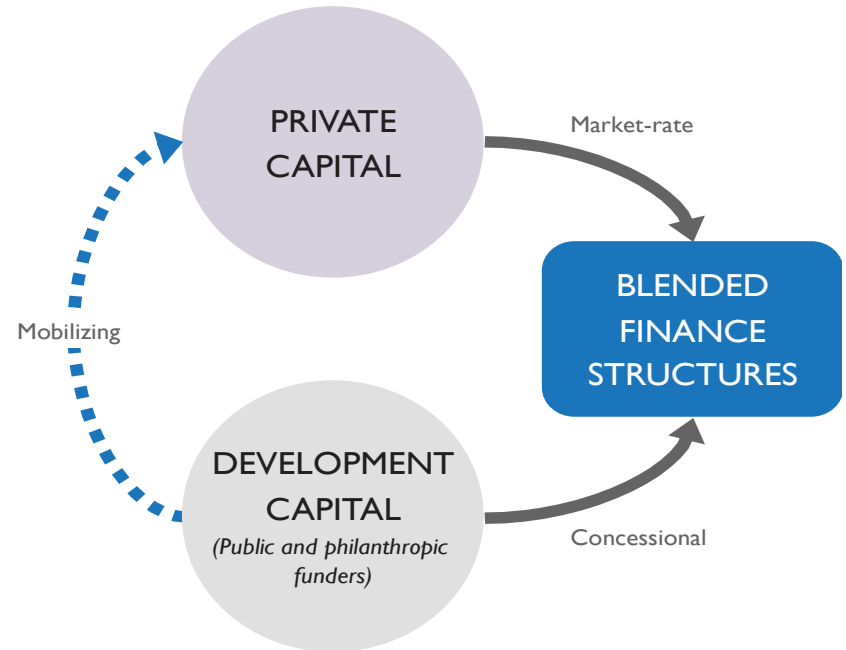 PRIVATE
CAPITAL
Market-rate
BLENDED
FINANCE
STRUCTURES
Mobilizing
DEVELOPMENT
CAPITAL
(Public and philanthropic
funders)
Concessional